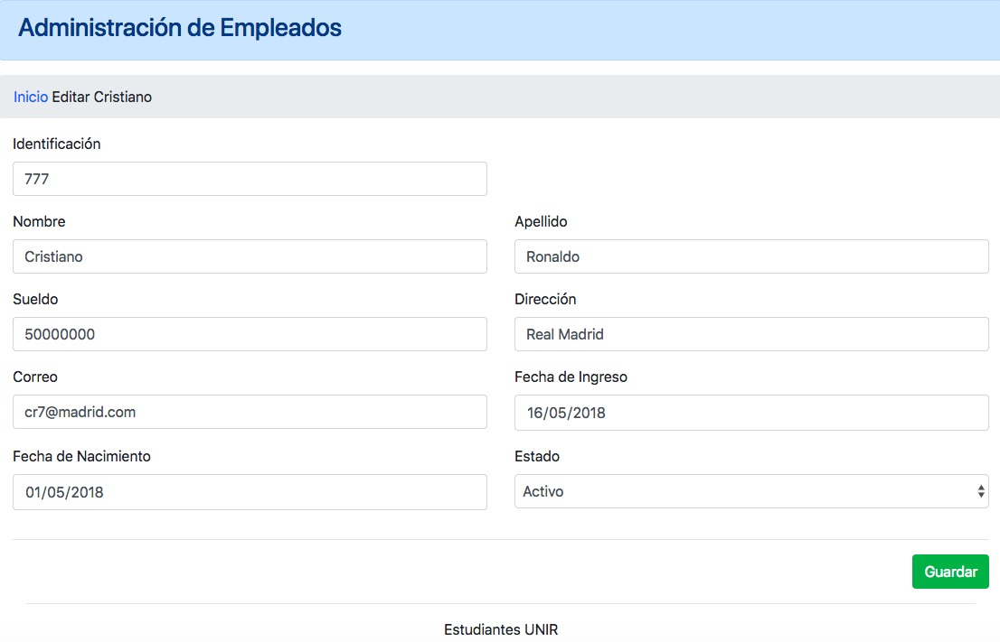 Administración de Empleados
Inicio Editar Cristiano
Identificación
777
Nombre
Apellido
Cristiano
Ronaldo
Sueldo
Dirección
50000000
Real Madrid
Correo
Fecha de Ingreso
cr7@madrid.com
16/05/2018
Fecha de Nacimiento
Estado
01/05/2018
Activo
Guardar
Estudiantes UNIR